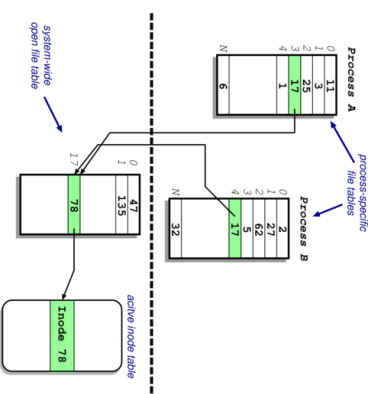 process-specific
file tables
Process A
0 11
1 3
2 25
3 17
4 1
N 6
Process B
0 2
1 27
2 62
3 5
4 17
N 32
system-wide
open file table
0 47
1 135
17 78
acitve inode table
Inode 78